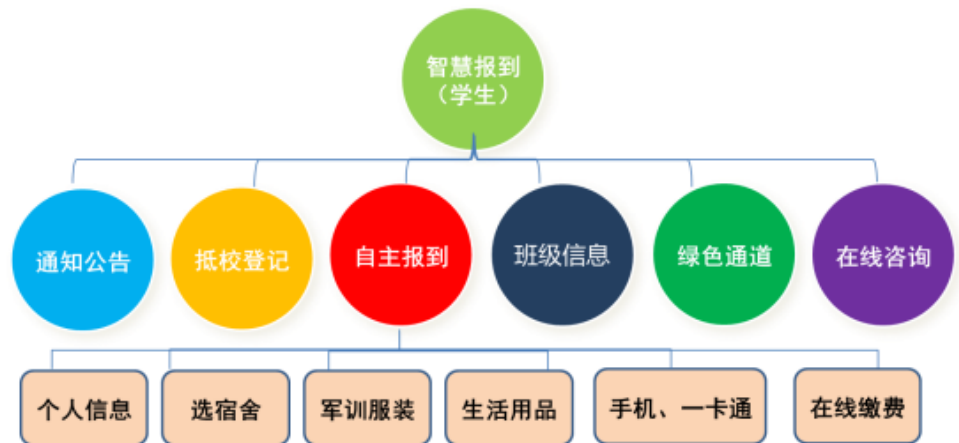 智慧报到
（学生）
通知公告
抵校登记
自主报到
班级信息
绿色通道
在线咨询
个人信息
选宿舍
军训服装
生活用品
手机、一卡通
在线缴费